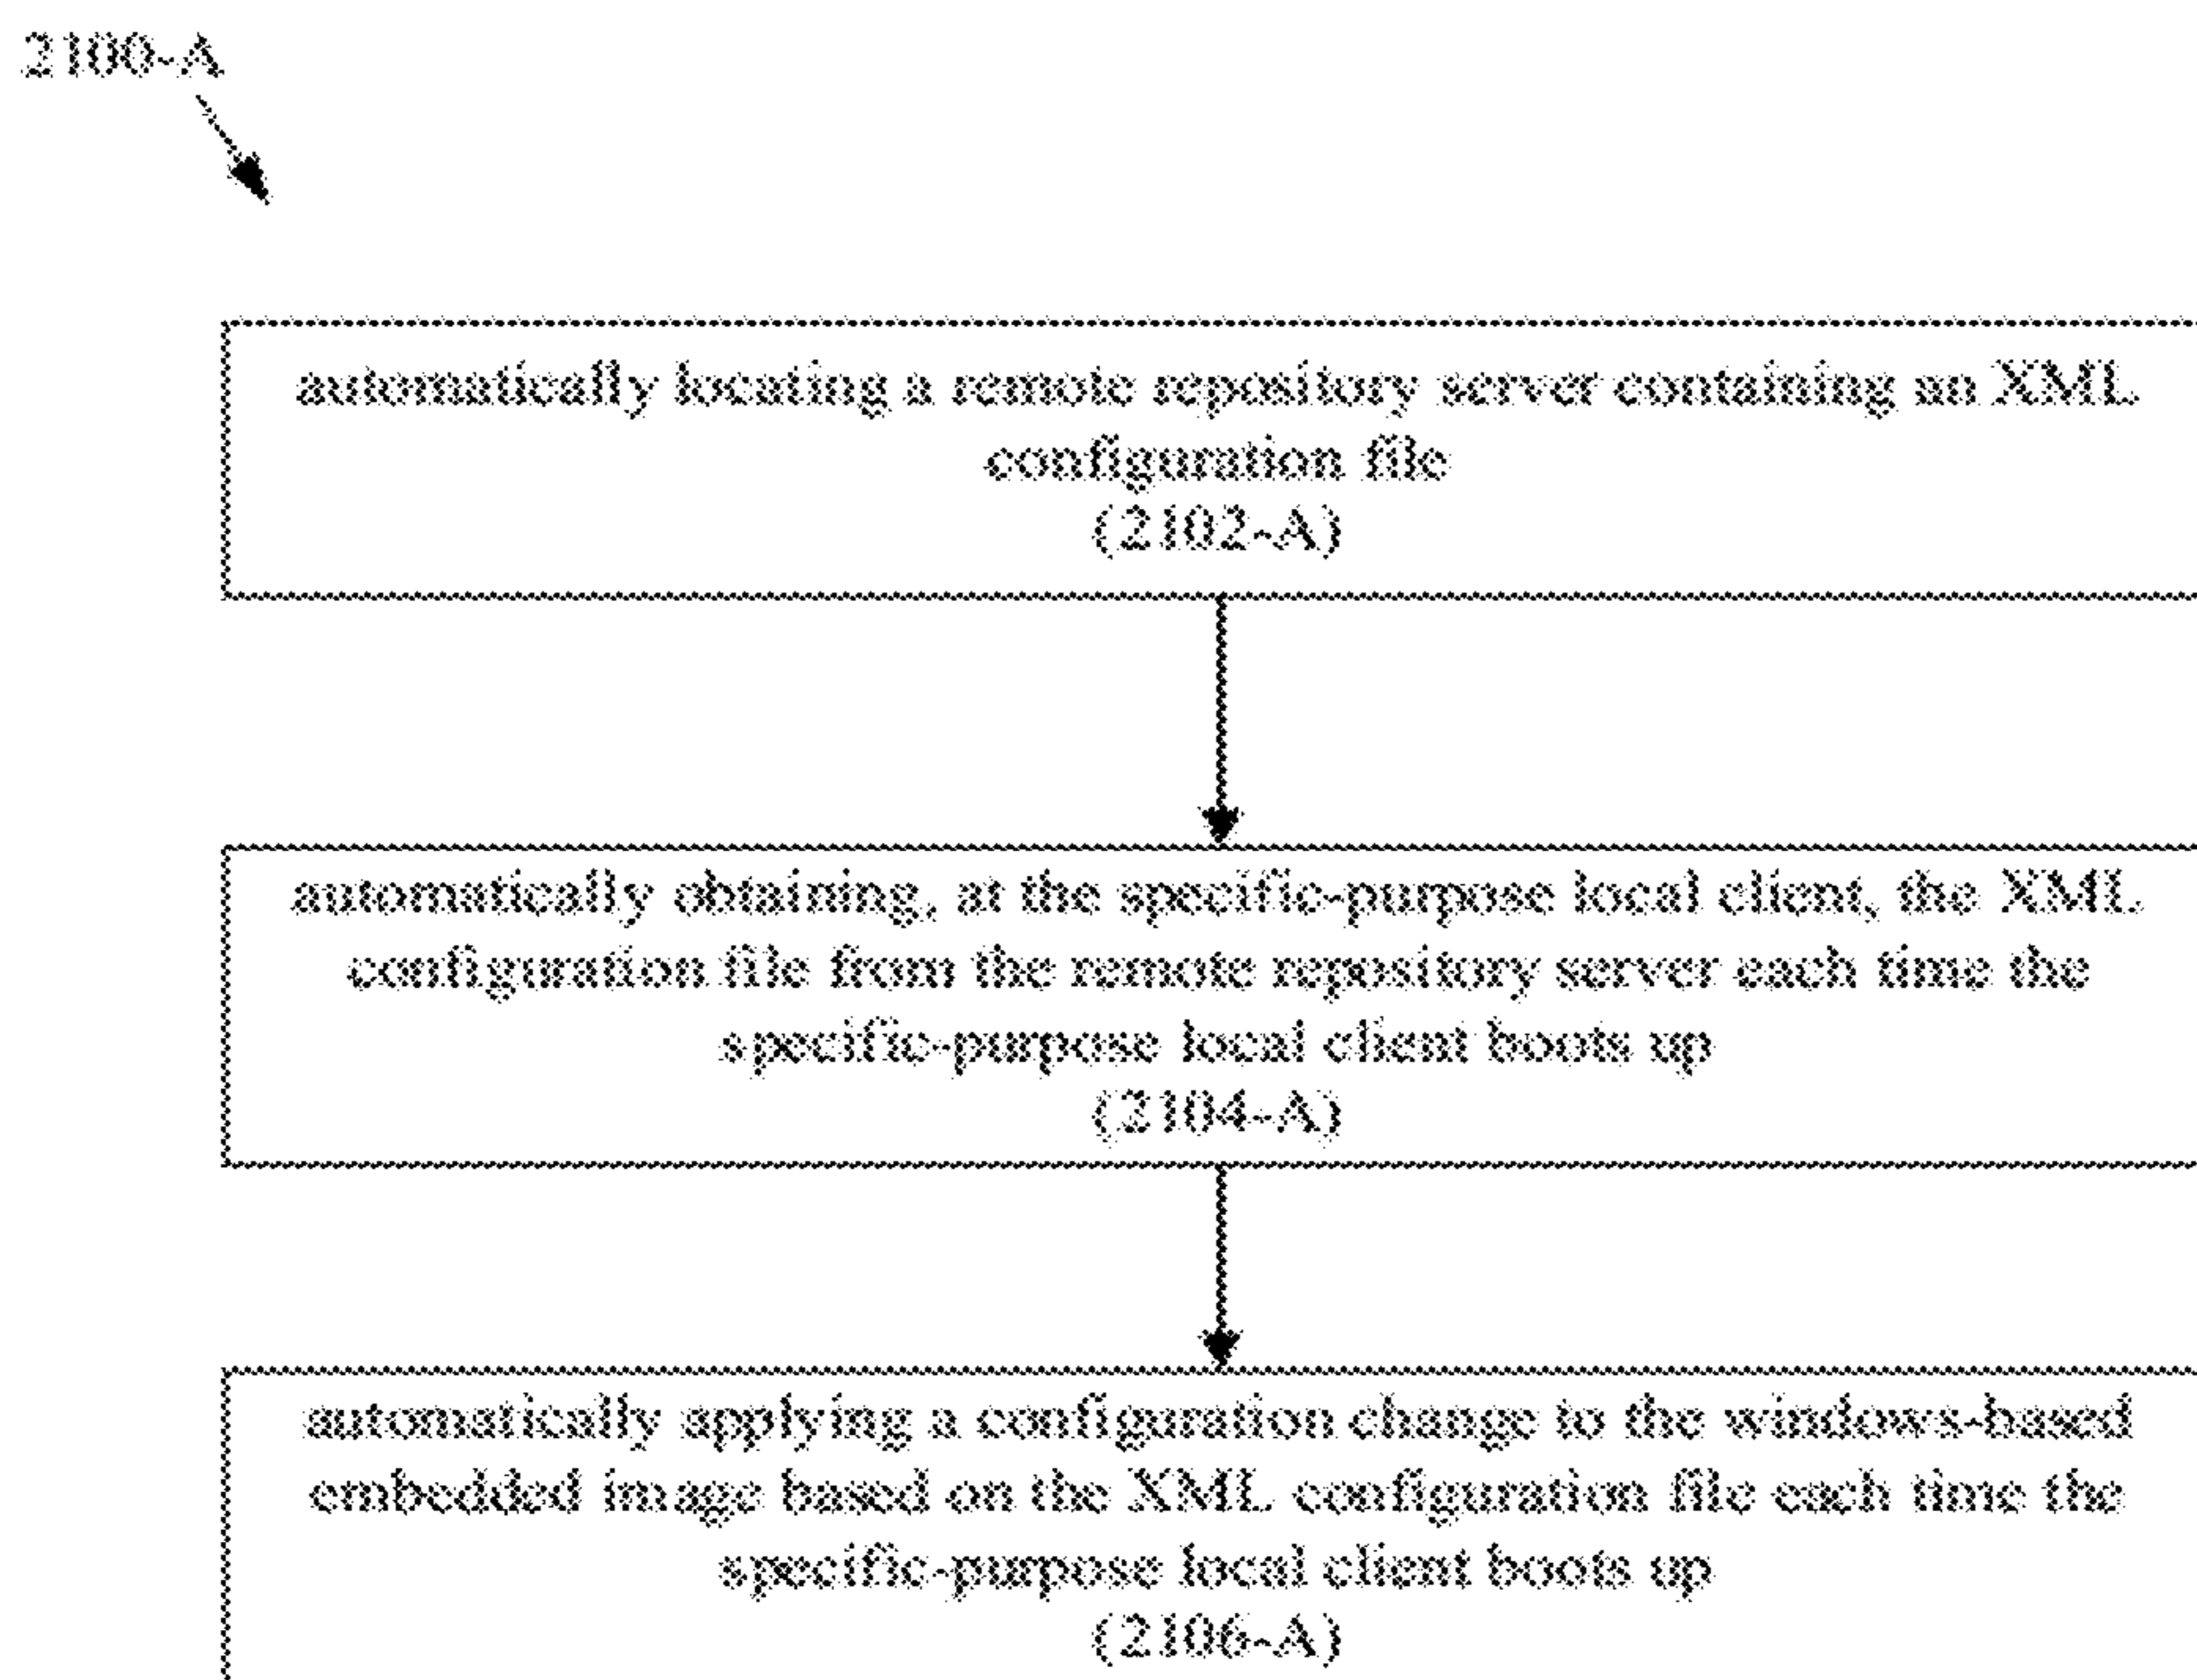 2100-A
automatically locating a remote repository server containing an XML
configuration file
(2102-A)
automatically obtaining, at the specific-purpose local client, the XML
configuration file from the remote repository server each time the
specific-purpose local client boots up
(2104-A)
automatically applying a configuration change to the windows-based
embedded image based on the XML configuration file each time the
specific-purpose local client boots up
(2106-A)